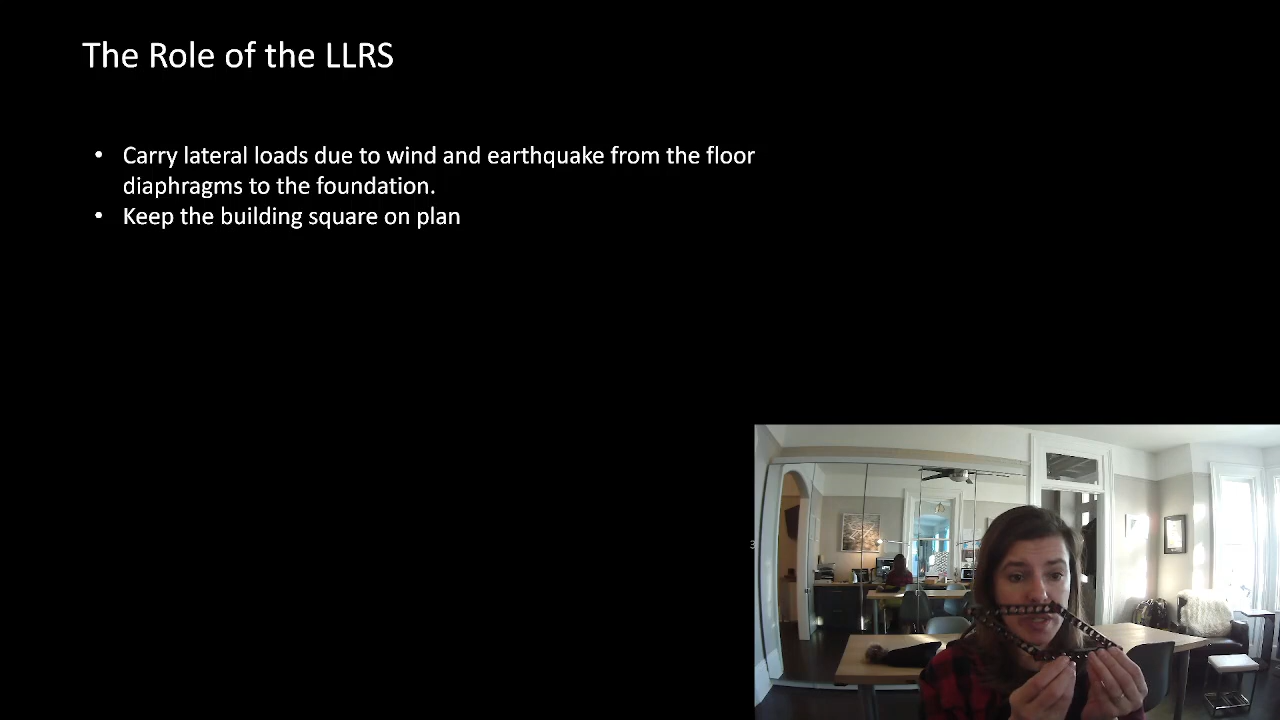 The Role of the LLRS
• Carry lateral loads due to wind and earthquake from the floor
diaphragms to the foundation.
• Keep the building square on plan
3